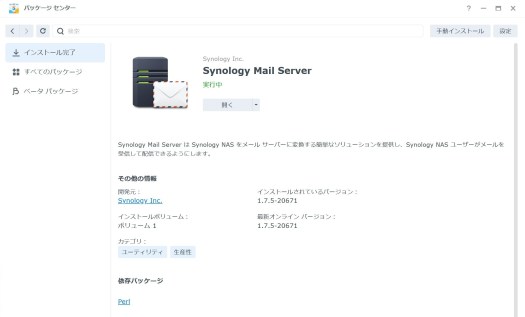 パッケージ センター
検索
手動インストール
設定
インストール完了
すべてのパッケージ
ベータ パッケージ
Synology Inc.
Synology Mail Server
実行中
開く
Synology Mail Server は Synology NAS をメール サーバーに変換する簡単なソリューションを提供し、Synology NAS ユーザーがメールを
受信して配信できるようにします。
その他の情報
開発元：
Synology Inc.
インストールされているバージョン：
1.7.5-20671
インストールボリューム：
ボリューム 1
最新オンライン バージョン：
1.7.5-20671
カテゴリ：
ユーティリティ
生産性
依存パッケージ
Perl